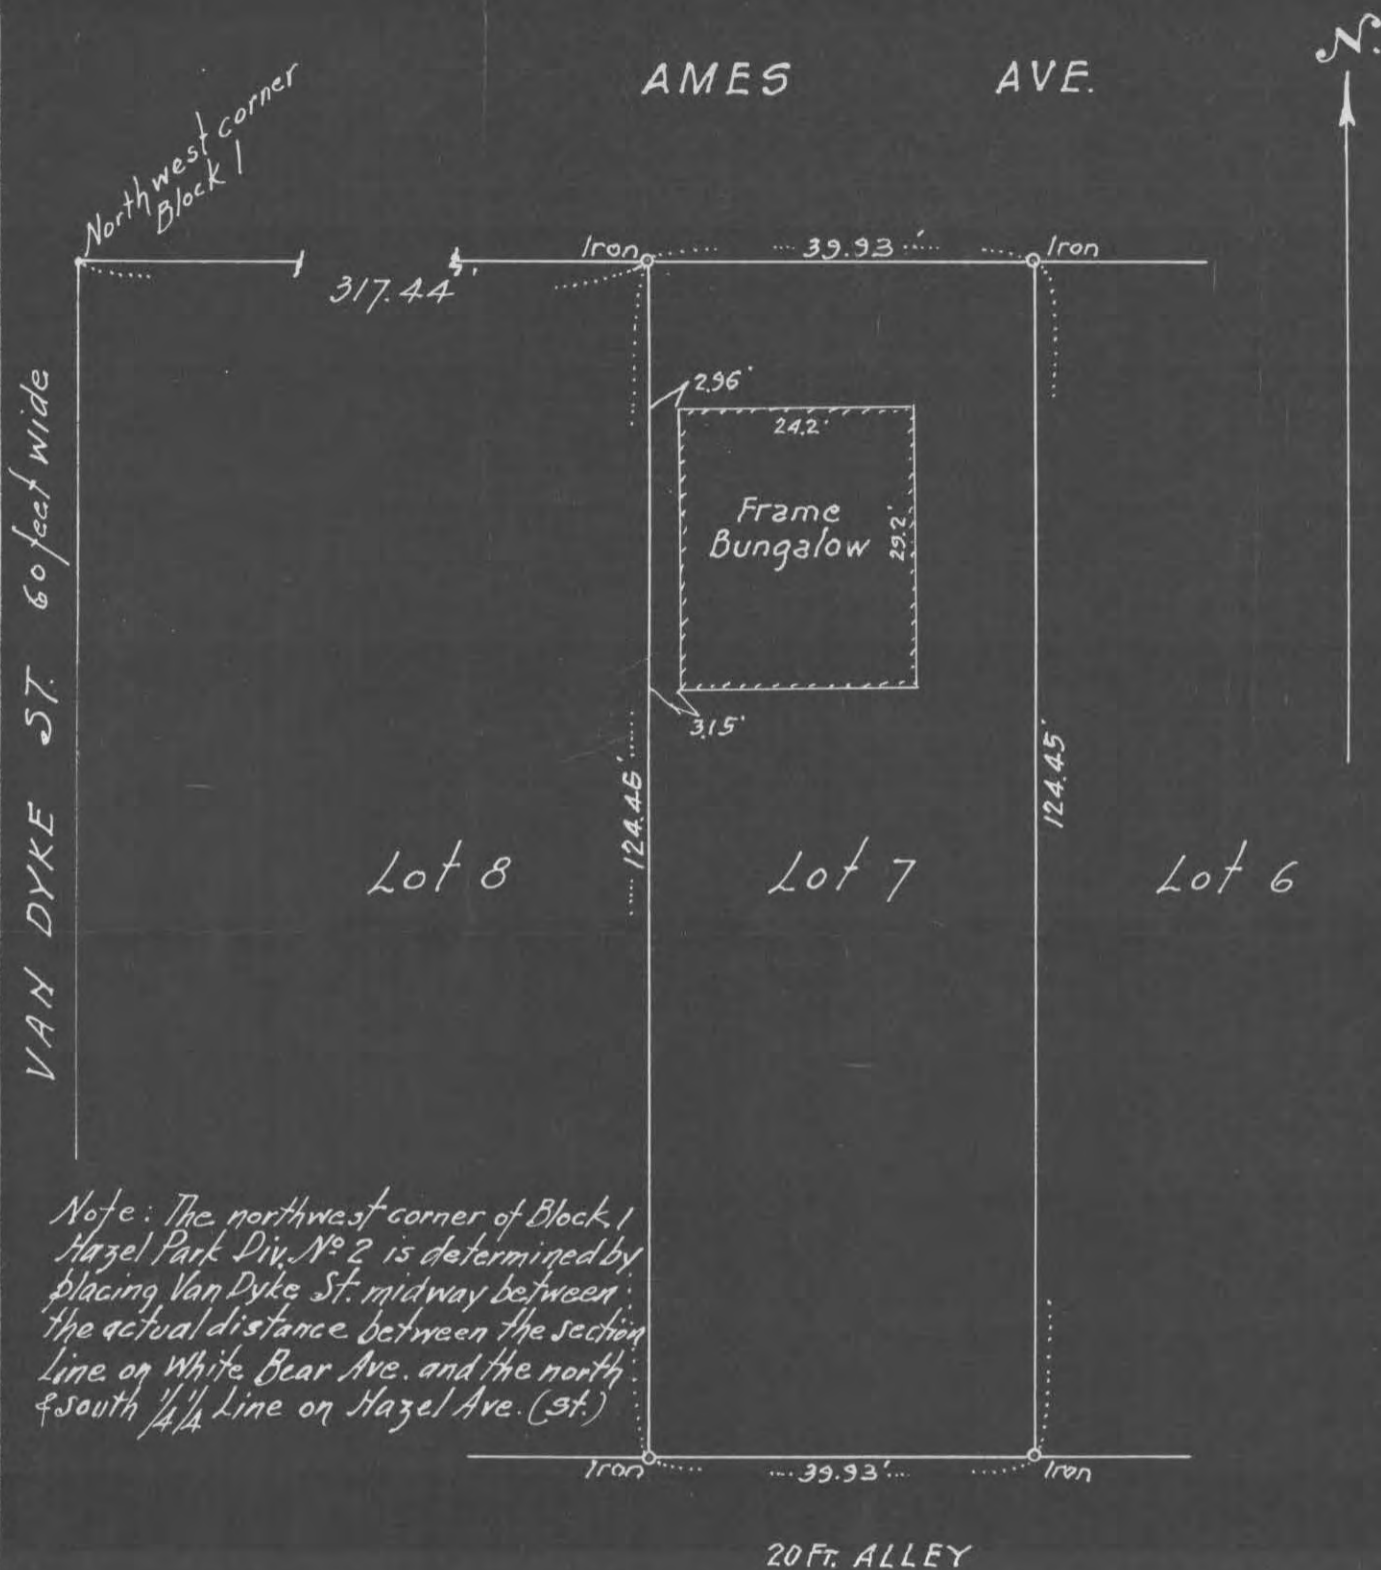 N.
AMES AVE.
Northwest corner
Block 1
Iron 39.93' Iron
317.44'
2.96'
24.2'
Frame
Bungalow
29.2'
3.15'
VAN DYKE ST. 60 feet wide
124.46'
124.45'
Lot 8 Lot 7 Lot 6
Note: The northwest corner of Block 1
Hazel Park Div. Nº 2 is determined by
placing Van Dyke St. midway between
the actual distance between the section
Line on White Bear Ave. and the north
& south 1/4 1/4 Line on Hazel Ave. (st.)
Iron 39.93' Iron
20 FT. ALLEY